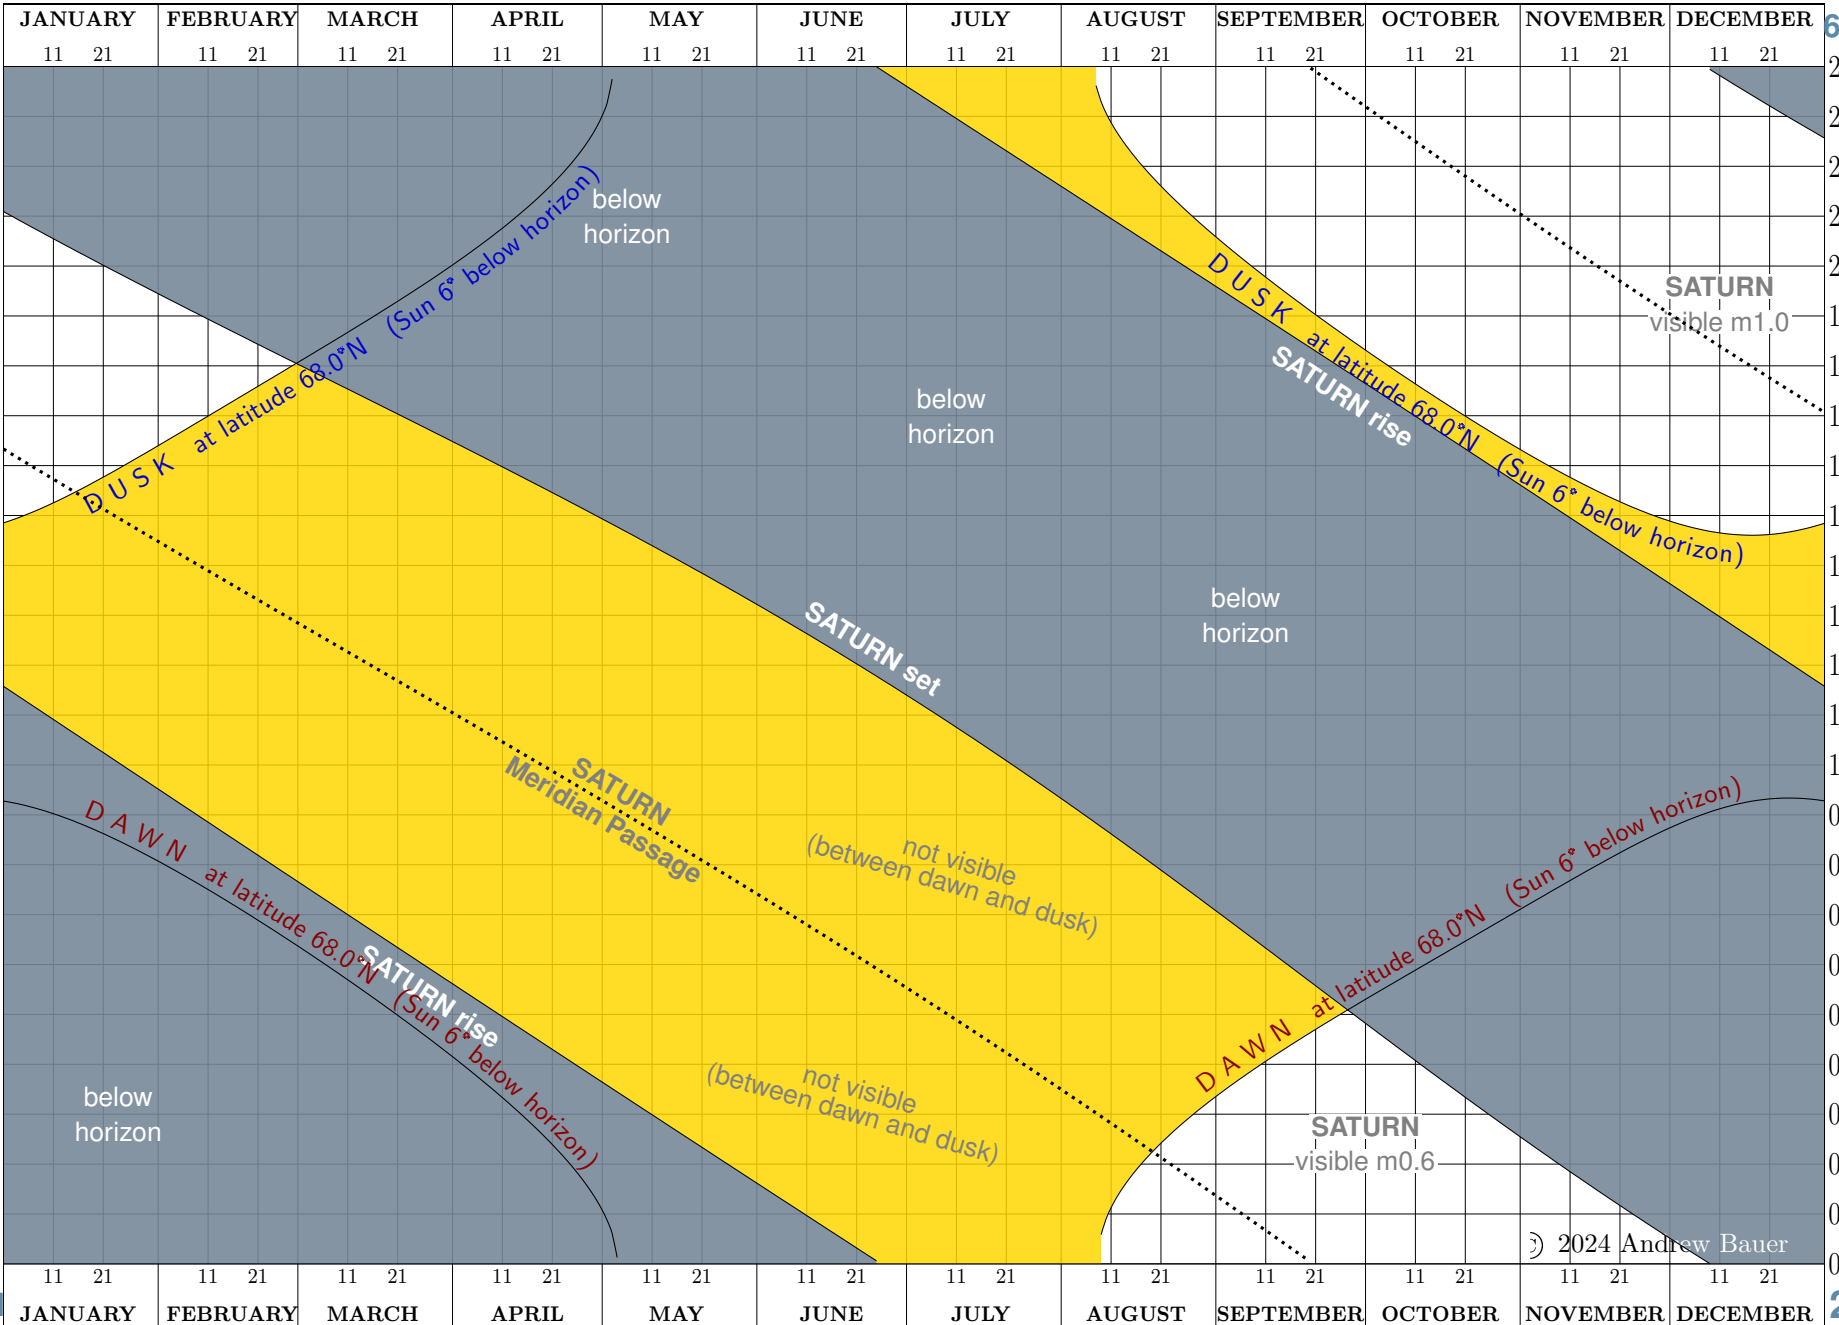 JANUARY FEBRUARY MARCH APRIL MAY JUNE JULY AUGUST SEPTEMBER OCTOBER NOVEMBER DECEMBER
11 21 11 21 11 21 11 21 11 21 11 21 11 21 11 21 11 21 11 21 11 21 11 21
below
horizon
DUSK at latitude 68.0°N (Sun 6° below horizon)
DUSK at latitude 68.0°N (Sun 6° below horizon)
SATURN
visible m1.0
SATURN rise
below
horizon
below
horizon
SATURN set
SATURN
Meridian Passage
not visible
(between dawn and dusk)
DAWN at latitude 68.0°N (Sun 6° below horizon)
SATURN rise
DAWN at latitude 68.0°N (Sun 6° below horizon)
not visible
(between dawn and dusk)
below
horizon
SATURN
visible m0.6
© 2024 Andrew Bauer
11 21 11 21 11 21 11 21 11 21 11 21 11 21 11 21 11 21 11 21 11 21 11 21
JANUARY FEBRUARY MARCH APRIL MAY JUNE JULY AUGUST SEPTEMBER OCTOBER NOVEMBER DECEMBER